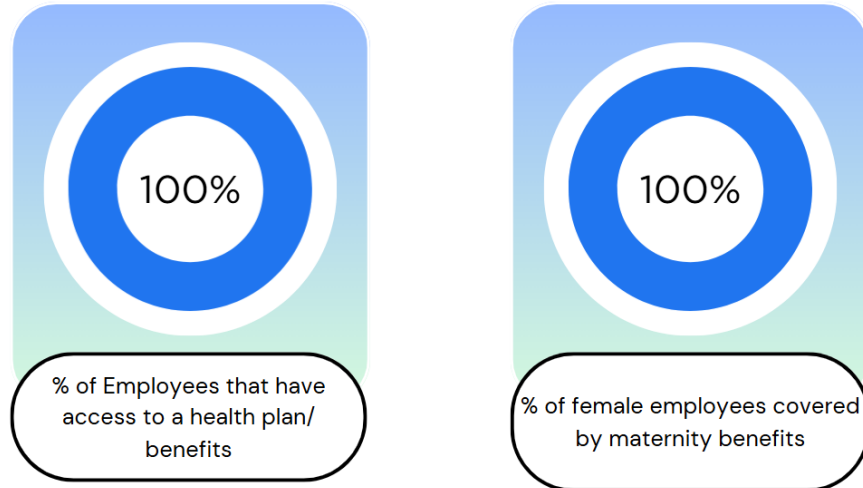 100%
% of Employees that have
access to a health plan/
benefits
100%
% of female employees covered
by maternity benefits